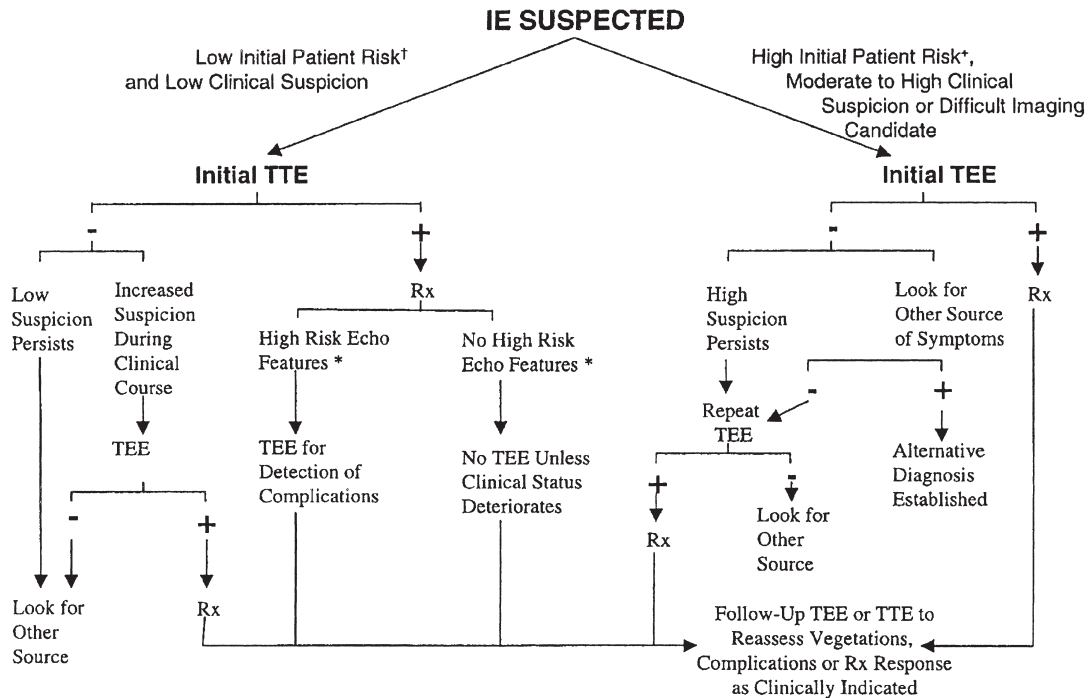 IE SUSPECTED
Low Initial Patient Risk†
and Low Clinical Suspicion
High Initial Patient Risk+,
Moderate to High Clinical
Suspicion or Difficult Imaging
Candidate
Initial TTE
Initial TEE
-
+
-
+
Low
Suspicion
Persists
Increased
Suspicion
During
Clinical
Course
Rx
High
Suspicion
Persists
Look for
Other Source
of Symptoms
Rx
High Risk Echo
Features *
No High Risk
Echo Features *
-
+
TEE
TEE for
Detection of
Complications
No TEE Unless
Clinical Status
Deteriorates
Repeat
TEE
Alternative
Diagnosis
Established
-
+
+
-
Rx
Look for
Other
Source
Look for
Other
Source
Rx
Follow-Up TEE or TTE to
Reassess Vegetations,
Complications or Rx Response
as Clinically Indicated